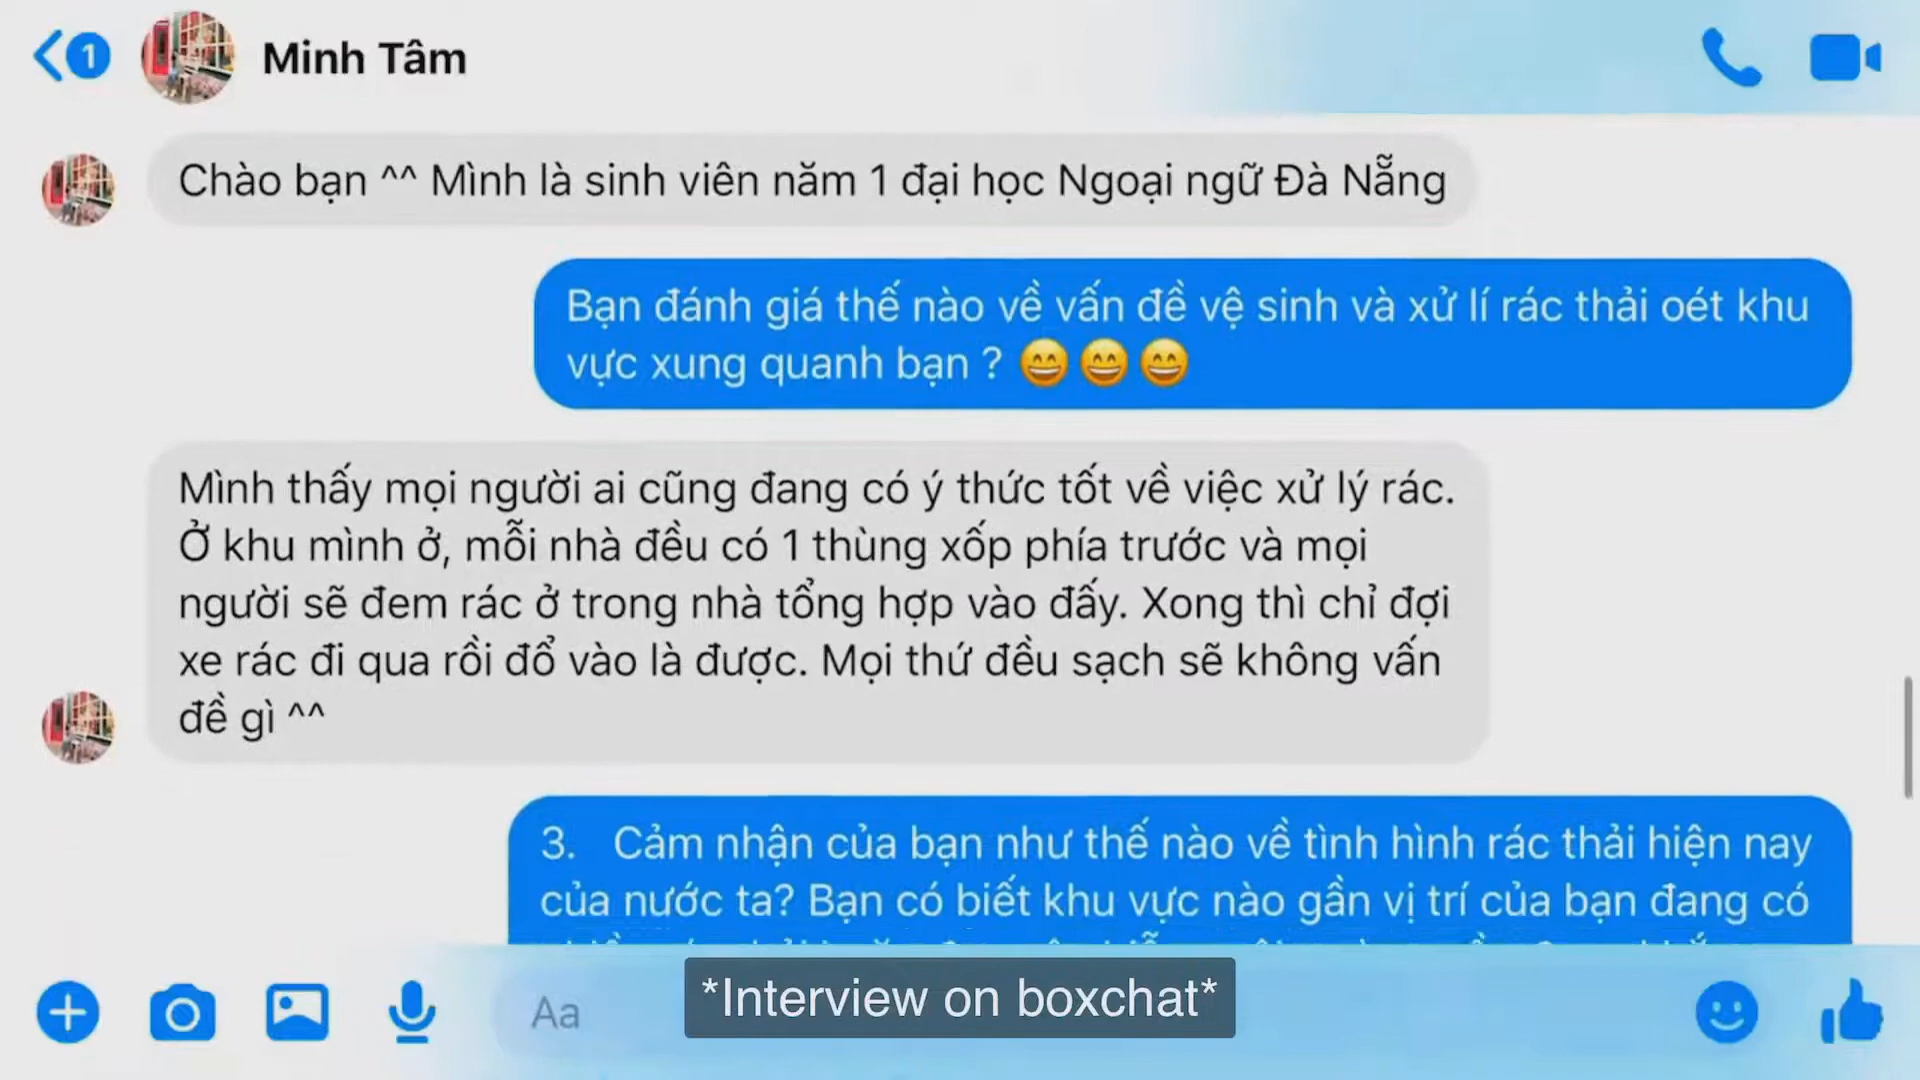 1
Minh Tâm
Chào bạn ^^ Mình là sinh viên năm 1 đại học Ngoại ngữ Đà Nẵng
Bạn đánh giá thế nào về vấn đề vệ sinh và xử lí rác thải oét khu
vực xung quanh bạn ? 😄😄😄
Mình thấy mọi người ai cũng đang có ý thức tốt về việc xử lý rác.
Ở khu mình ở, mỗi nhà đều có 1 thùng xốp phía trước và mọi
người sẽ đem rác ở trong nhà tổng hợp vào đấy. Xong thì chỉ đợi
xe rác đi qua rồi đổ vào là được. Mọi thứ đều sạch sẽ không vấn
đề gì ^^
3. Cảm nhận của bạn như thế nào về tình hình rác thải hiện nay
của nước ta? Bạn có biết khu vực nào gần vị trí của bạn đang có
Aa
*Interview on boxchat*